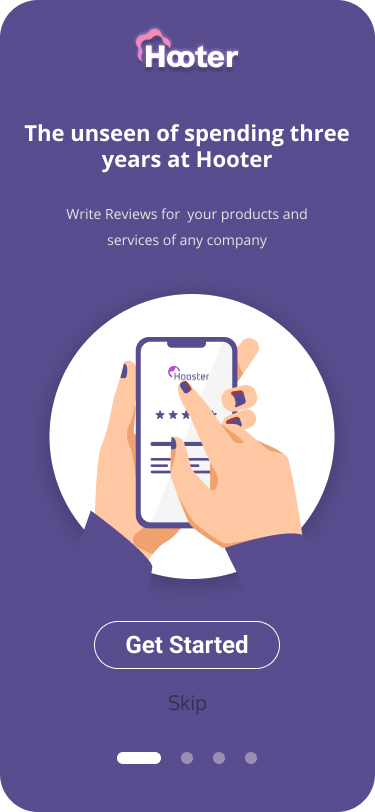 Hooter
The unseen of spending three
years at Hooter
Write Reviews for  your products and
services of any company
Hooster
Get Started
Skip